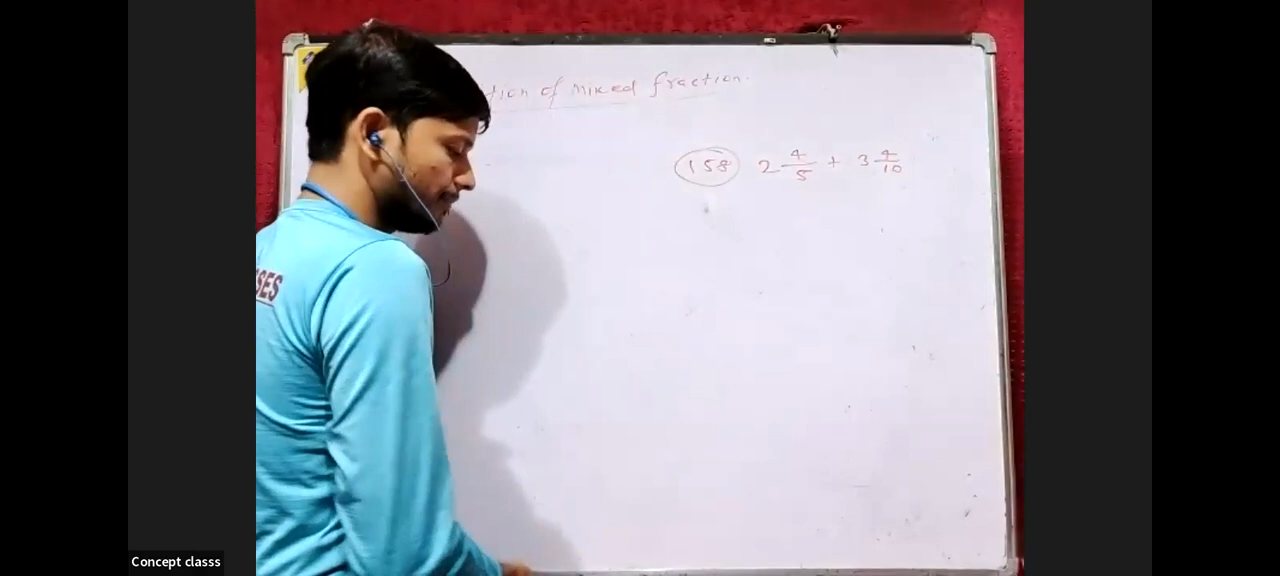 tion of mixed fraction.
158 2 4/5 + 3 4/10
SES
Concept classs